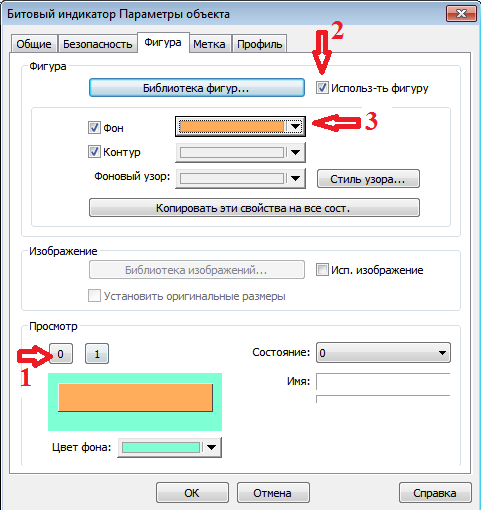 Битовый индикатор Параметры объекта
Общие Безопасность Фигура Метка Профиль
2
Фигура
Библиотека фигур... Использ-ть фигуру
Фон 3
Контур
Фоновый узор: Стиль узора...
Копировать эти свойства на все сост.
Изображение
Библиотека изображений... Исп. изображение
Установить оригинальные размеры
Просмотр
0 1 Состояние: 0
1 Имя:
Цвет фона:
OK Отмена Справка